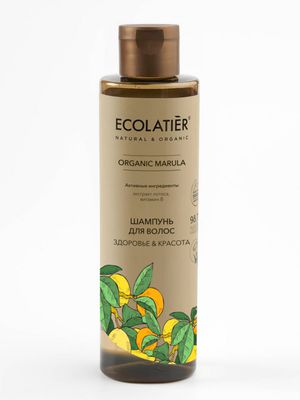 ECOLATIER®
NATURAL & ORGANIC
ORGANIC MARULA
Активные ингредиенты
экстракт лотоса,
витамин E
ШАМПУНЬ
ДЛЯ ВОЛОС
ЗДОРОВЬЕ & КРАСОТА